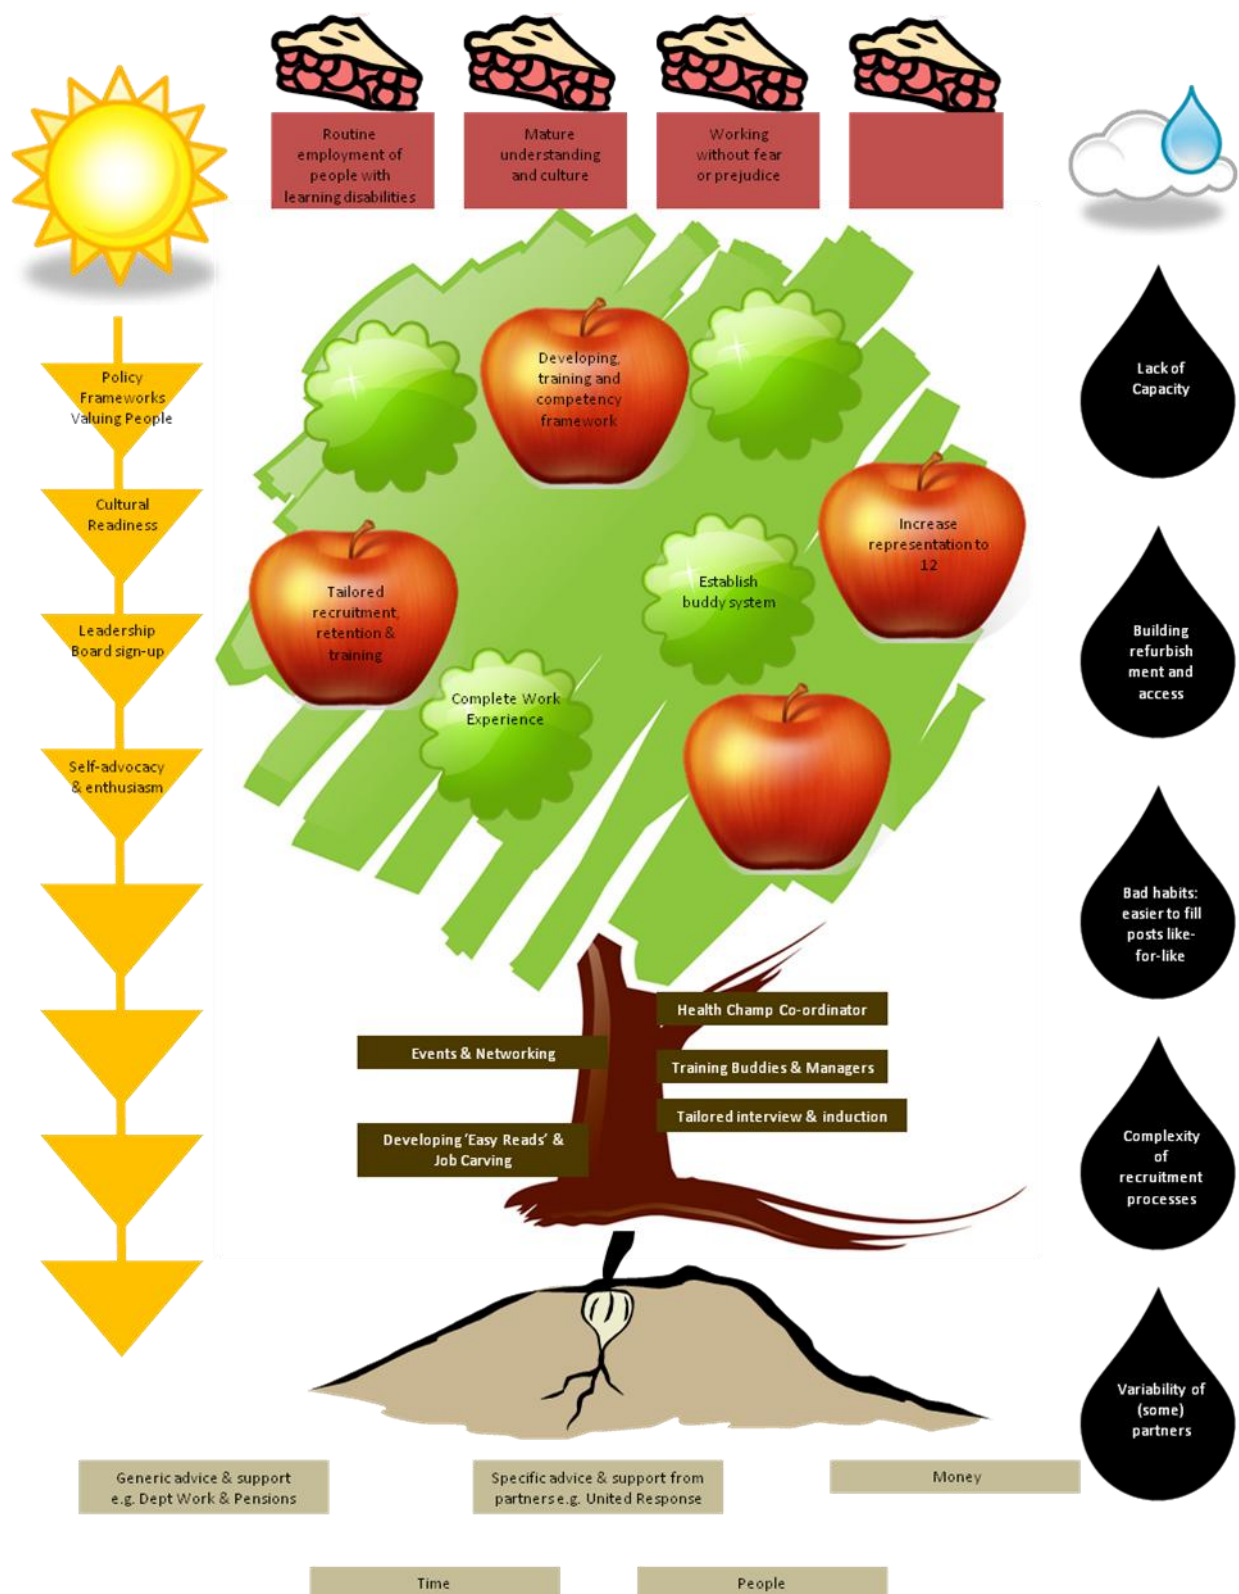 Routine
employment of
people with
learning disabilities
Mature
understanding
and culture
Working
without fear
or prejudice
Policy
Frameworks
Valuing People
Cultural
Readiness
Leadership
Board sign-up
Self-advocacy
& enthusiasm
Developing,
training and
competency
framework
Increase
representation to
12
Tailored
recruitment,
retention &
training
Establish
buddy system
Complete Work
Experience
Health Champ Co-ordinator
Events & Networking
Training Buddies & Managers
Tailored interview & induction
Developing ‘Easy Reads’ &
Job Carving
Lack of
Capacity
Building
refurbish
ment and
access
Bad habits:
easier to fill
posts like-
for-like
Complexity
of
recruitment
processes
Variability of
(some)
partners
Generic advice & support
e.g. Dept Work & Pensions
Specific advice & support from
partners e.g. United Response
Money
Time
People